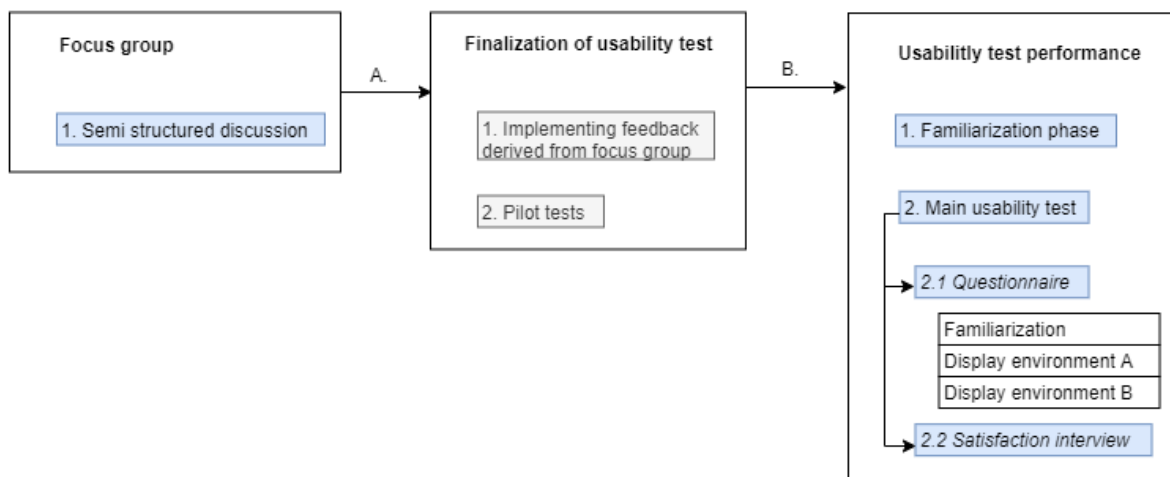 Focus group
1. Semi structured discussion
A.
Finalization of usability test
1. Implementing feedback
derived from focus group
2. Pilot tests
B.
Usabilitly test performance
1. Familiarization phase
2. Main usability test
2.1 Questionnaire
Familiarization
Display environment A
Display environment B
2.2 Satisfaction interview